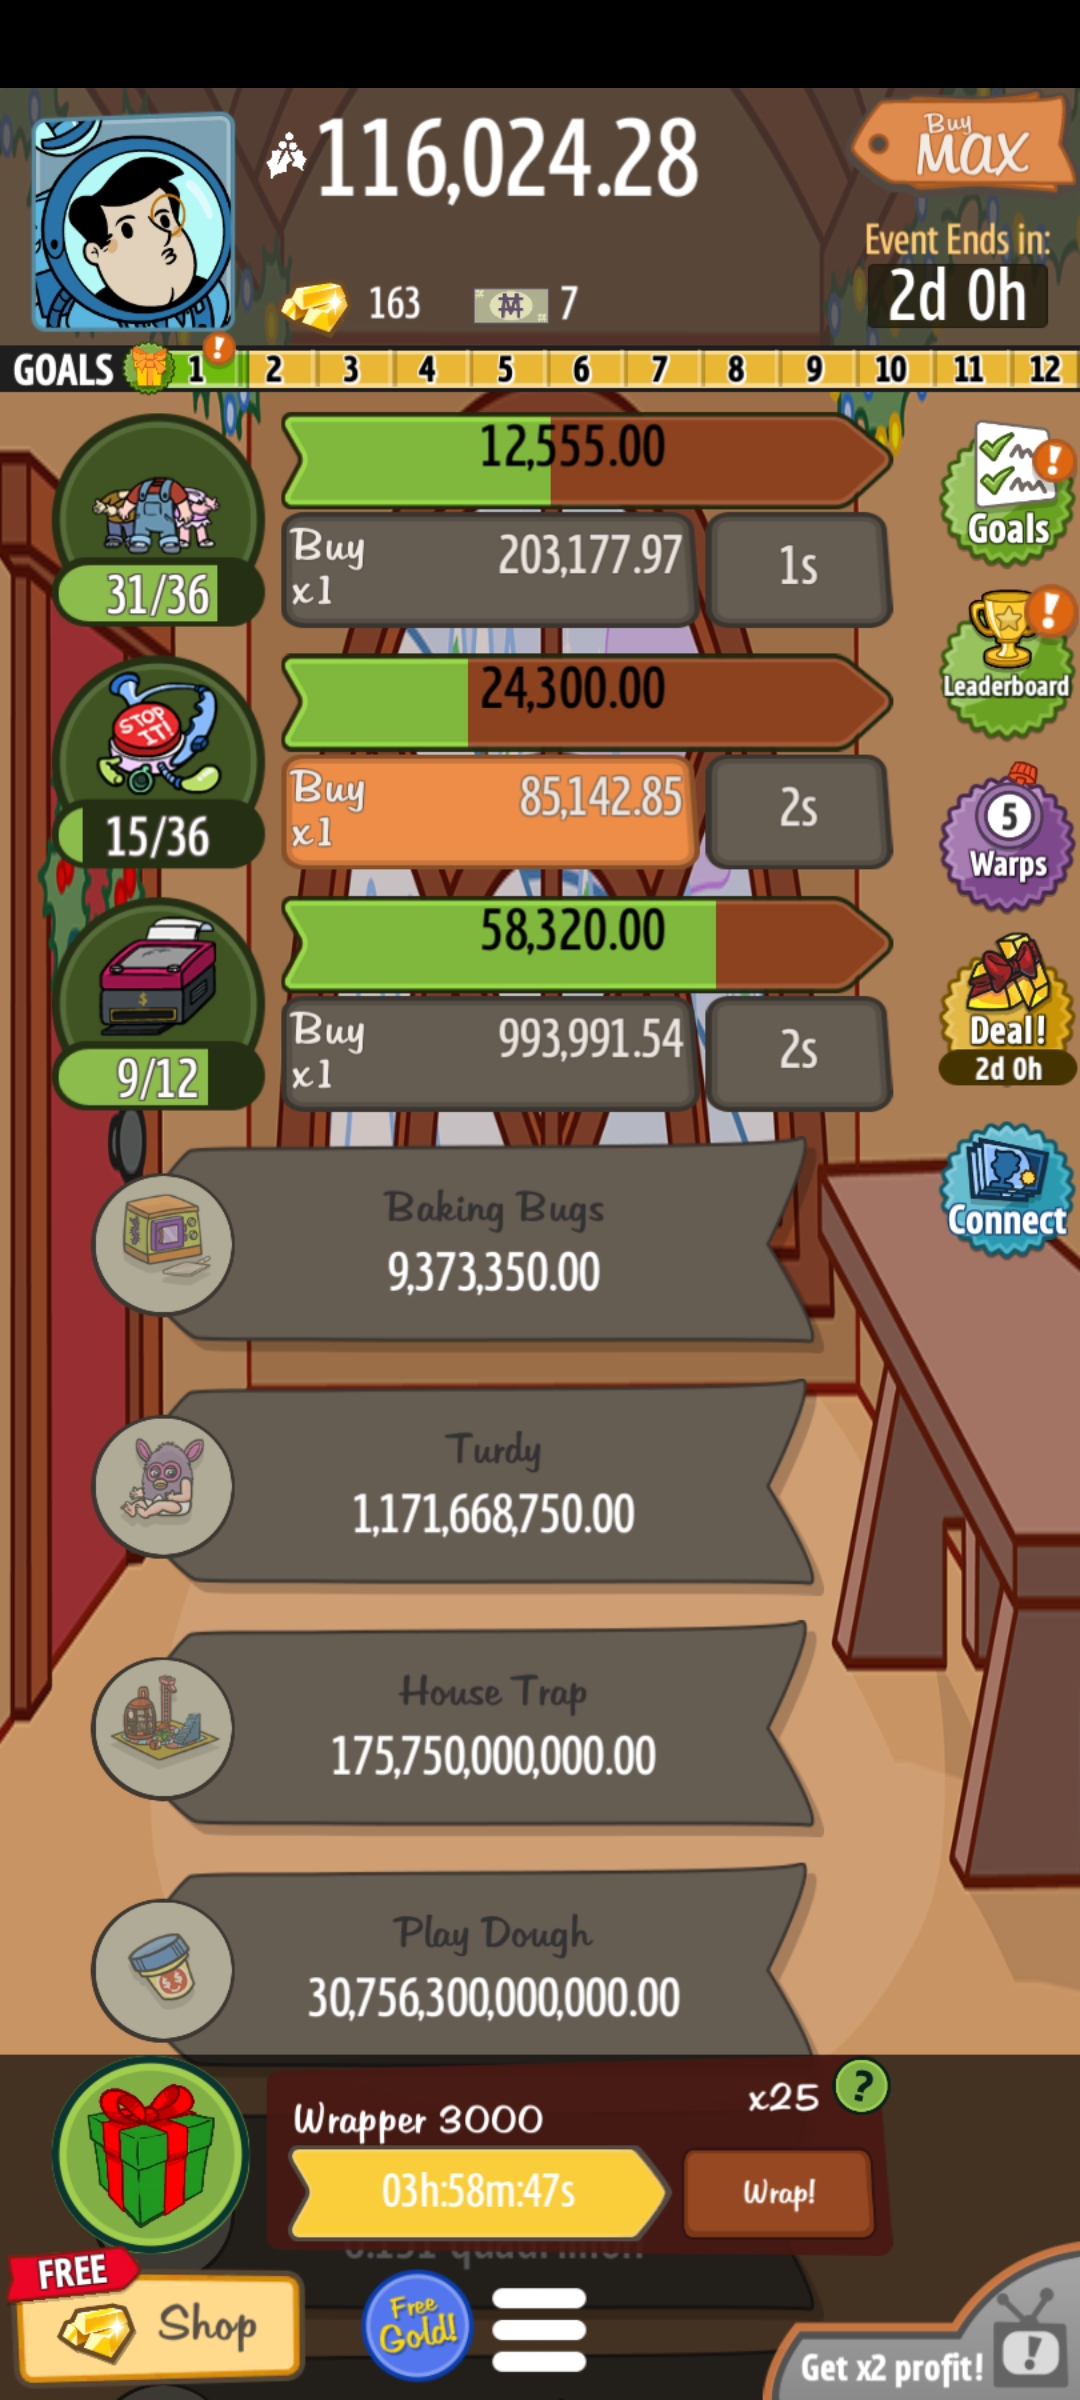 116,024.28
Buy
MAX
163
7
Event Ends in:
2d 0h
GOALS 1 ! 2 3 4 5 6 7 8 9 10 11 12
12,555.00
31/36
Buy
x1
203,177.97
1s
!
Goals
24,300.00
STOP
IT!
15/36
Buy
x1
85,142.85
2s
!
Leaderboard
58,320.00
$
9/12
Buy
x1
993,991.54
2s
5
Warps
Deal!
2d 0h
Connect
Baking Bugs
9,373,350.00
Turdy
1,171,668,750.00
House Trap
175,750,000,000.00
Play Dough
30,756,300,000,000.00
Wrapper 3000
x25
?
03h:58m:47s
Wrap!
FREE
Shop
Free
Gold!
Get x2 profit!
!